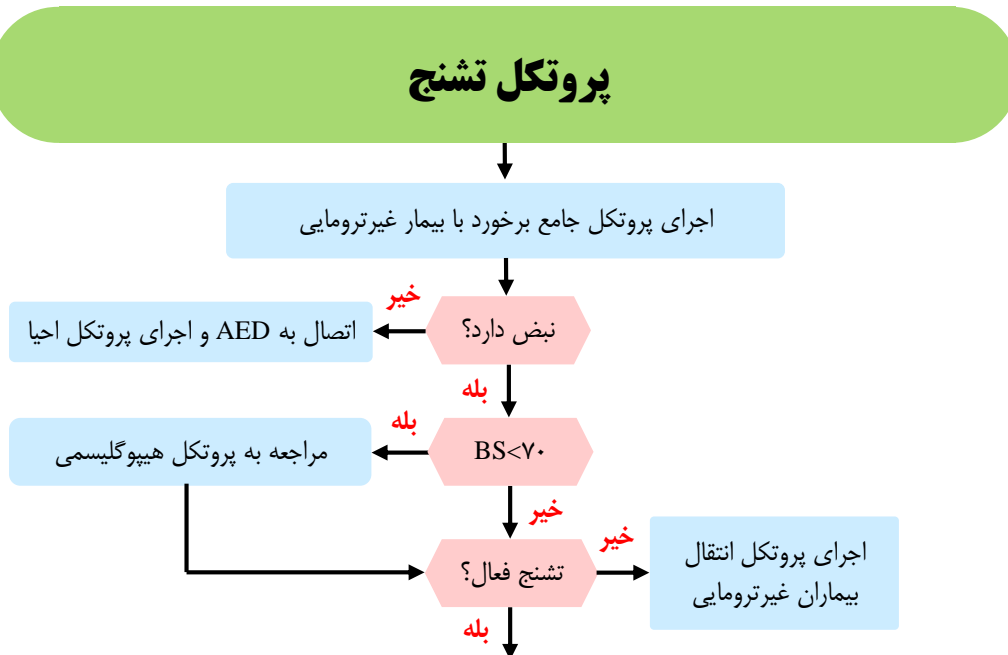 پروتکل تشنج
اجرای پروتکل جامع برخورد با بیمار غیرترومایی
نبض دارد؟
خیر
اتصال به AED و اجرای پروتکل احیا
بله
BS<۷۰
بله
مراجعه به پروتکل هیپوگلیسمی
خیر
تشنج فعال؟
خیر
اجرای پروتکل انتقال
بیماران غیرترومایی
بله